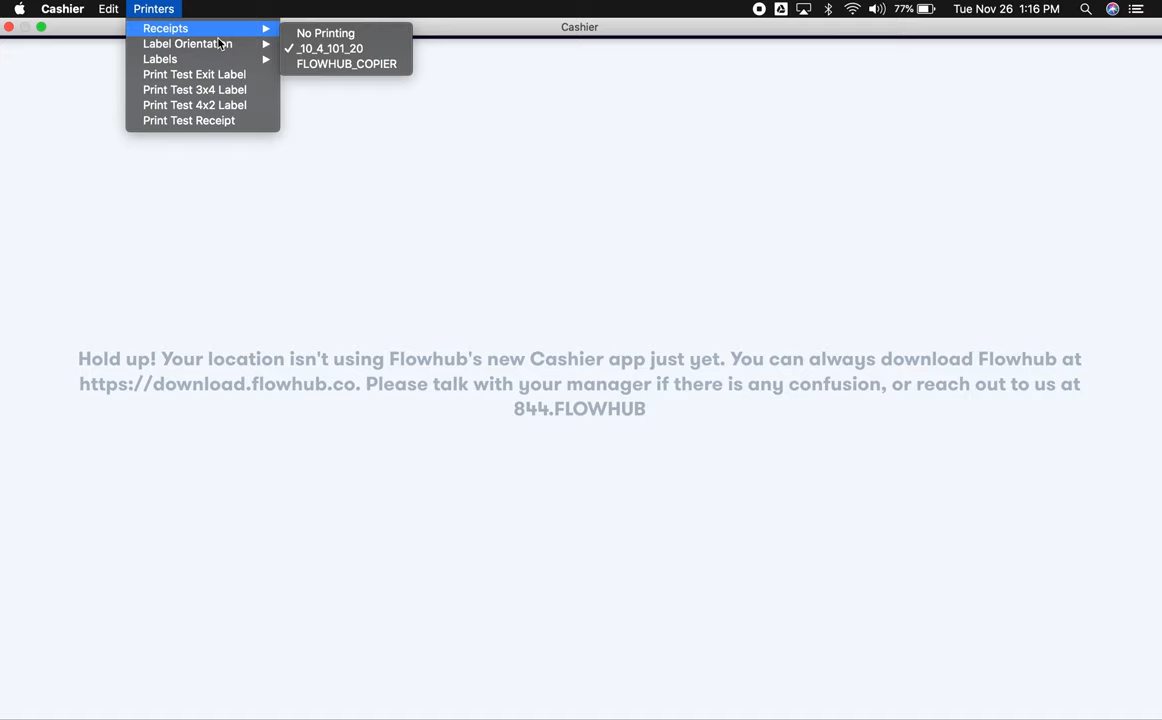 Cashier Edit Printers 77% Tue Nov 26 1:16 PM
Cashier
Receipts
Label Orientation
Labels
Print Test Exit Label
Print Test 3x4 Label
Print Test 4x2 Label
Print Test Receipt
No Printing
_10_4_101_20
FLOWHUB_COPIER
Hold up! Your location isn't using Flowhub's new Cashier app just yet. You can always download Flowhub at
https://download.flowhub.co. Please talk with your manager if there is any confusion, or reach out to us at
844.FLOWHUB